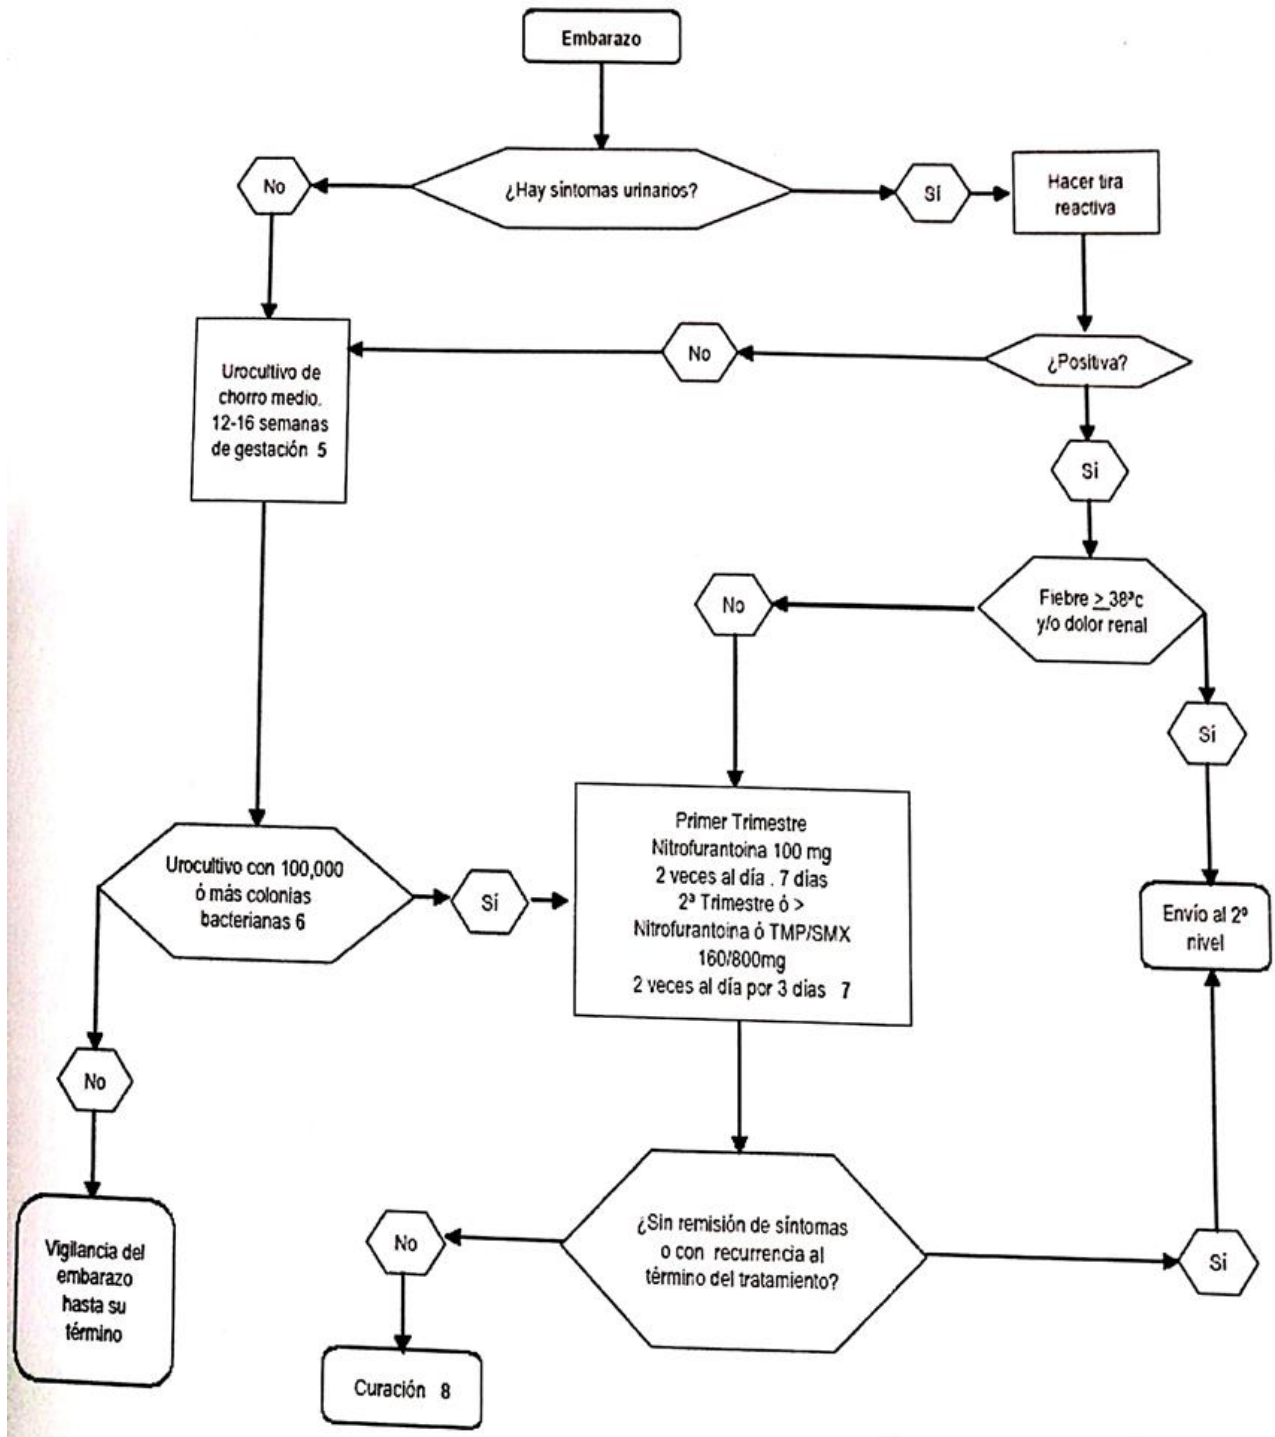 Embarazo
¿Hay síntomas urinarios?
No
Sí
Hacer tira
reactiva
Urocultivo de
chorro medio.
12-16 semanas
de gestación 5
No
¿Positiva?
Sí
Fiebre > 38ªc
y/o dolor renal
No
Sí
Primer Trimestre
Nitrofurantoina 100 mg
2 veces al día . 7 días
2ª Trimestre ó >
Nitrofurantoina ó TMP/SMX
160/800mg
2 veces al día por 3 días 7
Urocultivo con 100,000
ó más colonias
bacterianas 6
Sí
Envío al 2º
nivel
No
Vigilancia del
embarazo
hasta su
término
¿Sin remisión de síntomas
o con recurrencia al
término del tratamiento?
No
Sí
Curación 8